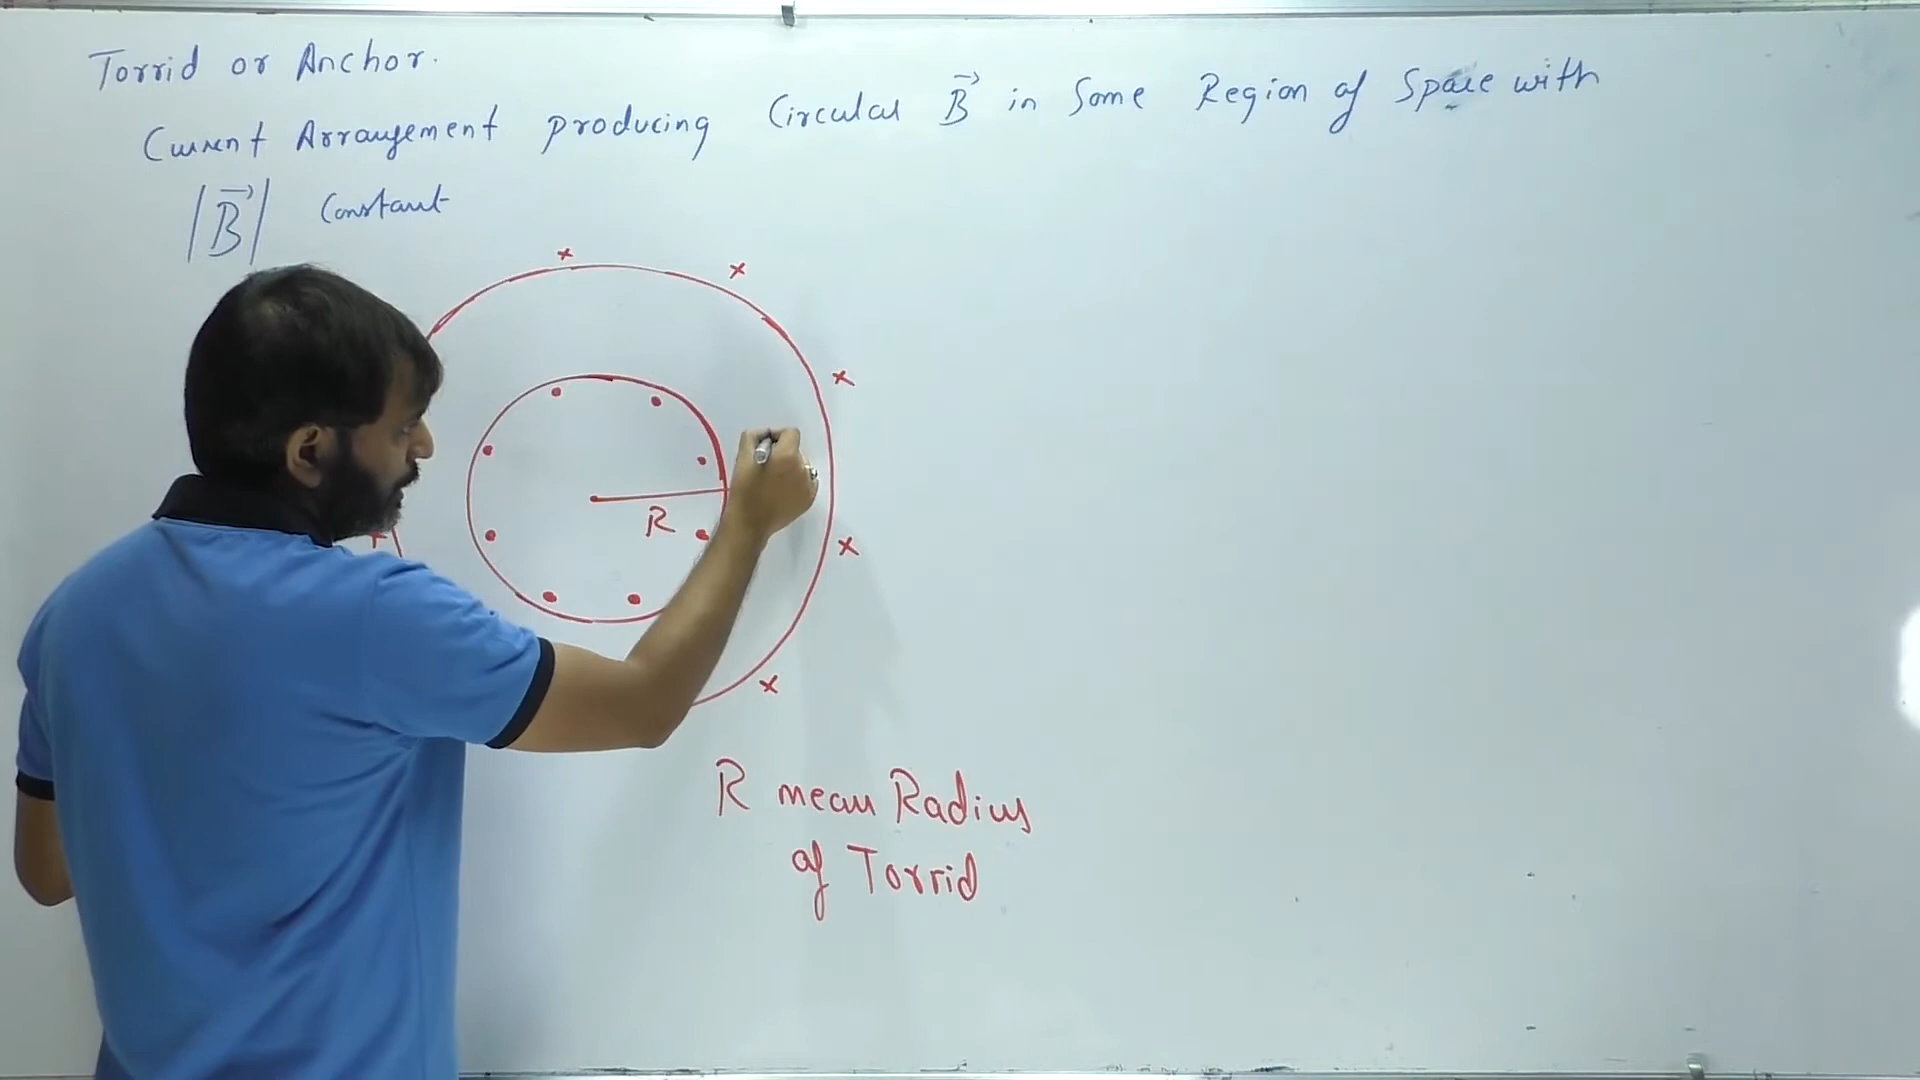 Torrid or Anchor.
Current Arrangement producing Circular B⃗ in Some Region of Space with
|B⃗| Constant
R
R mean Radius
of Torrid